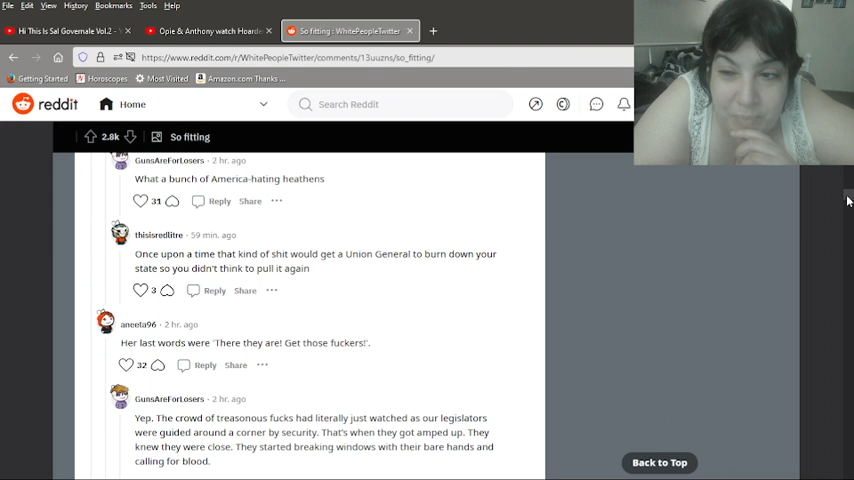 File Edit View History Bookmarks Tools Help
Hi This Is Sal Governale Vol.2 - Y
Opie & Anthony watch Hoarde
So fitting : WhitePeopleTwitter
https://www.reddit.com/r/WhitePeopleTwitter/comments/13uuzns/so_fitting/
Getting Started Horoscopes Most Visited Amazon.com Thanks ...
reddit Home Search Reddit
2.8k So fitting
GunsAreForLosers · 2 hr. ago
What a bunch of America-hating heathens
31 Reply Share ...
thisisredlitre · 59 min. ago
Once upon a time that kind of shit would get a Union General to burn down your
state so you didn't think to pull it again
3 Reply Share ...
aneeta96 · 2 hr. ago
Her last words were 'There they are! Get those fuckers!'.
32 Reply Share ...
GunsAreForLosers · 2 hr. ago
Yep. The crowd of treasonous fucks had literally just watched as our legislators
were guided around a corner by security. That's when they got amped up. They
knew they were close. They started breaking windows with their bare hands and
calling for blood.
Back to Top